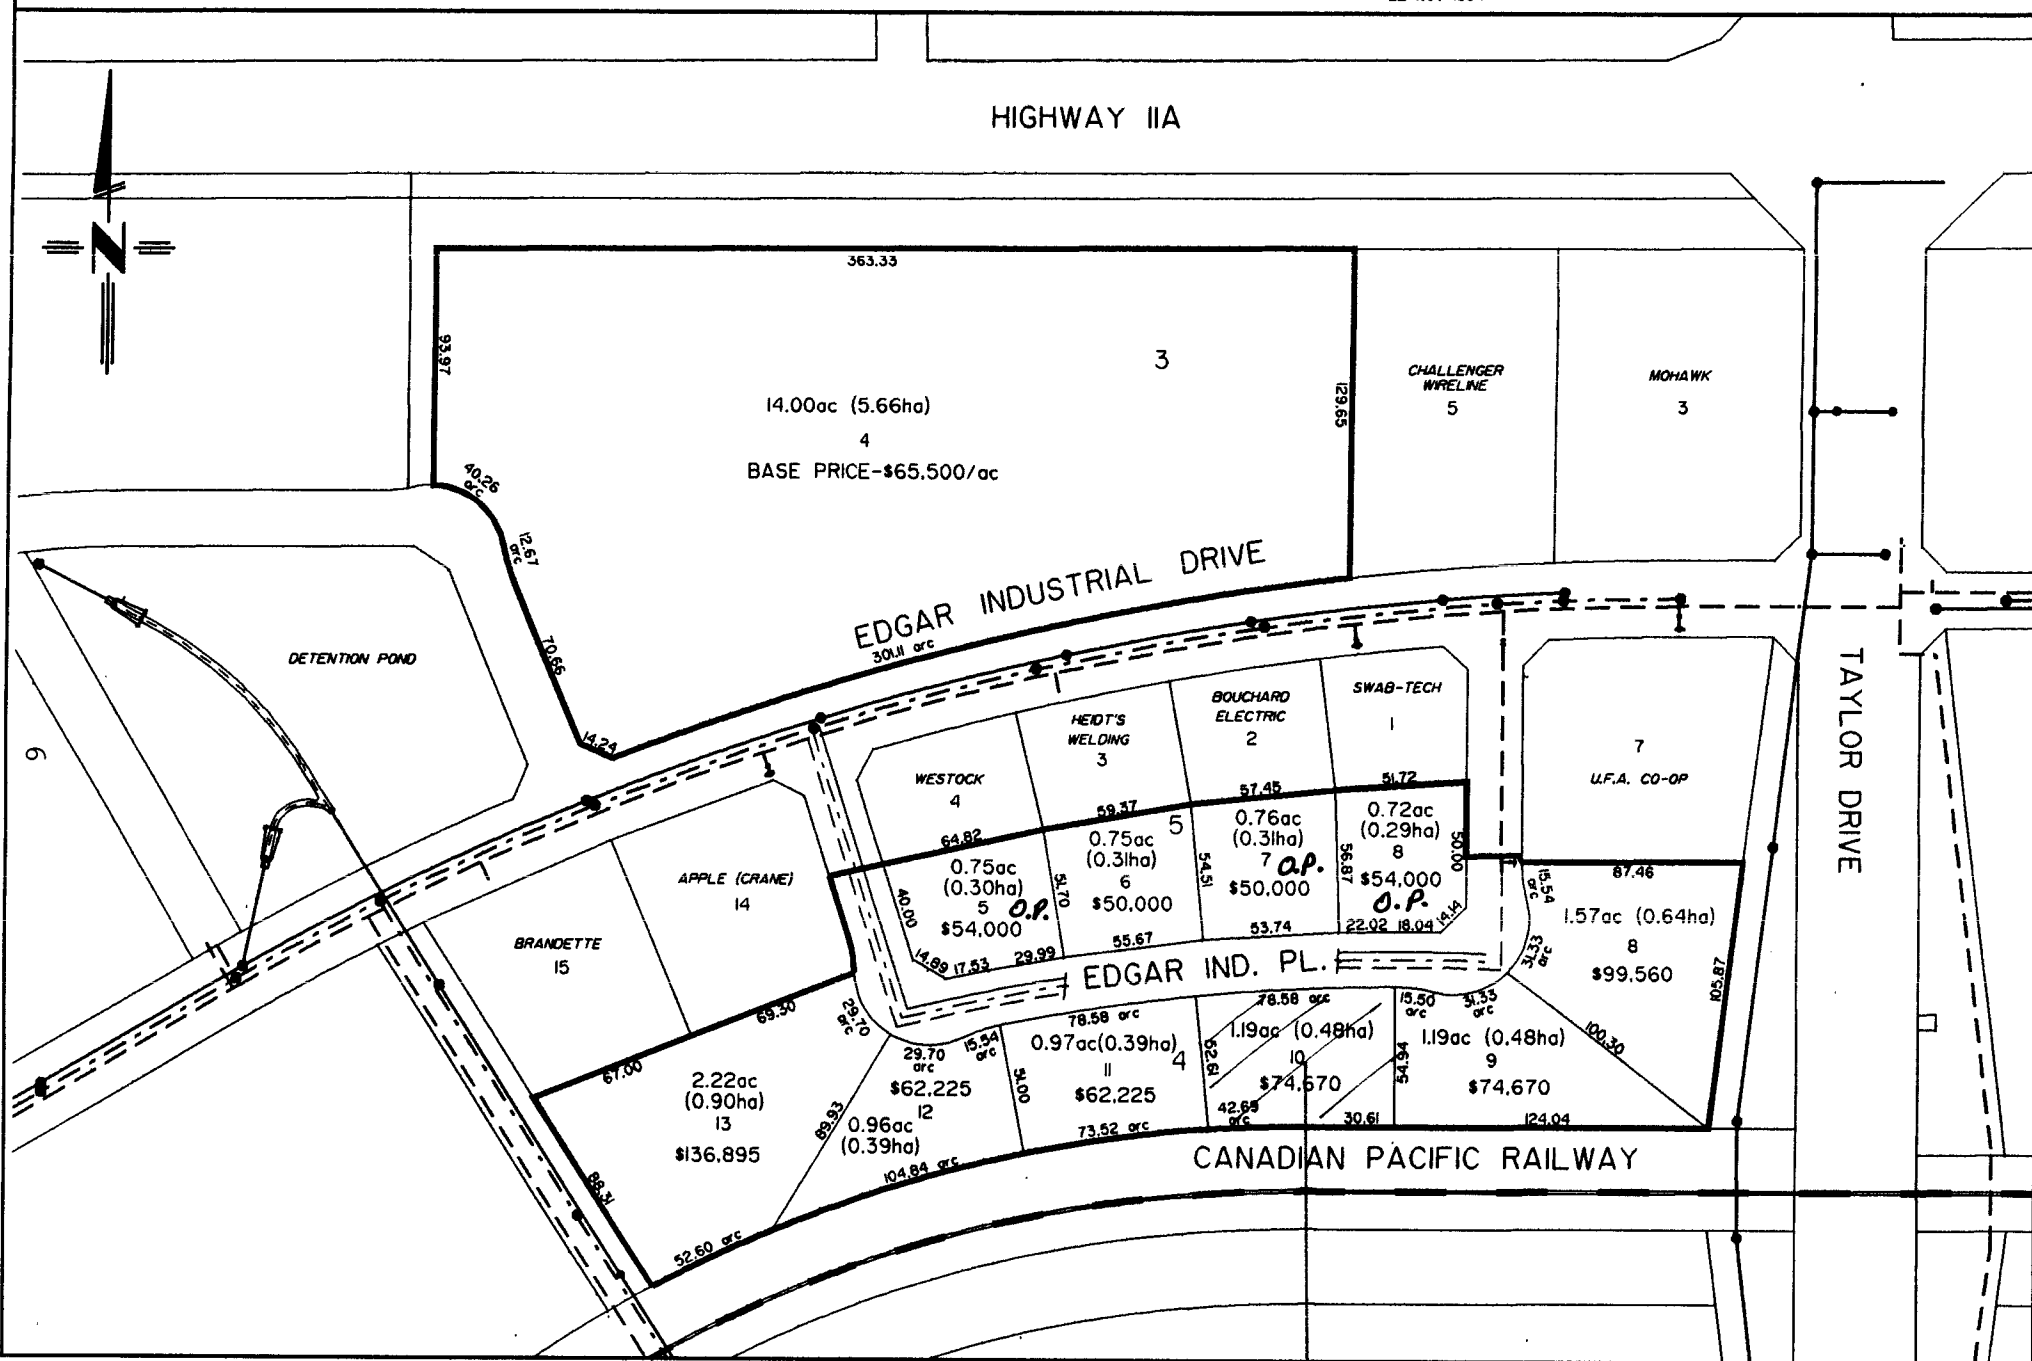 HIGHWAY 11A
N
363.33
93.97
129.65
3
14.00ac (5.66ha)
4
BASE PRICE-$65,500/ac
CHALLENGER
WIRELINE
5
MOHAWK
3
40.26
arc
12.67
arc
70.66
14.24
EDGAR INDUSTRIAL DRIVE
301.11 arc
DETENTION POND
6
TAYLOR DRIVE
WESTOCK
4
HEIDT'S
WELDING
3
BOUCHARD
ELECTRIC
2
SWAB-TECH
1
7
U.F.A. CO-OP
64.82
59.37
57.45
51.72
5
0.75ac
(0.30ha)
5 O.P.
$54,000
40.00
14.89 17.53 29.99
51.70
0.75ac
(0.31ha)
6
$50,000
55.67
54.51
0.76ac
(0.31ha)
7 O.P.
$50,000
53.74
56.87
0.72ac
(0.29ha)
8
$54,000
O.P.
50.00
22.02 18.04 14.14
87.46
15.54
arc
31.33
arc
1.57ac (0.64ha)
8
$99,560
105.87
100.30
APPLE (CRANE)
14
BRANDETTE
15
EDGAR IND. PL.
69.30
67.00
29.70
arc
2.22ac
(0.90ha)
13
$136,895
88.31
52.60 arc
89.93
29.70
arc
15.54
arc
$62,225
12
0.96ac
(0.39ha)
104.84 arc
51.00
78.58 arc
0.97ac(0.39ha)
11
$62,225
73.52 arc
4
52.61
78.58 arc
1.19ac (0.48ha)
10
$74,670
42.69
arc
30.61
54.94
15.50
arc
31.33
arc
1.19ac (0.48ha)
9
$74,670
124.04
CANADIAN PACIFIC RAILWAY